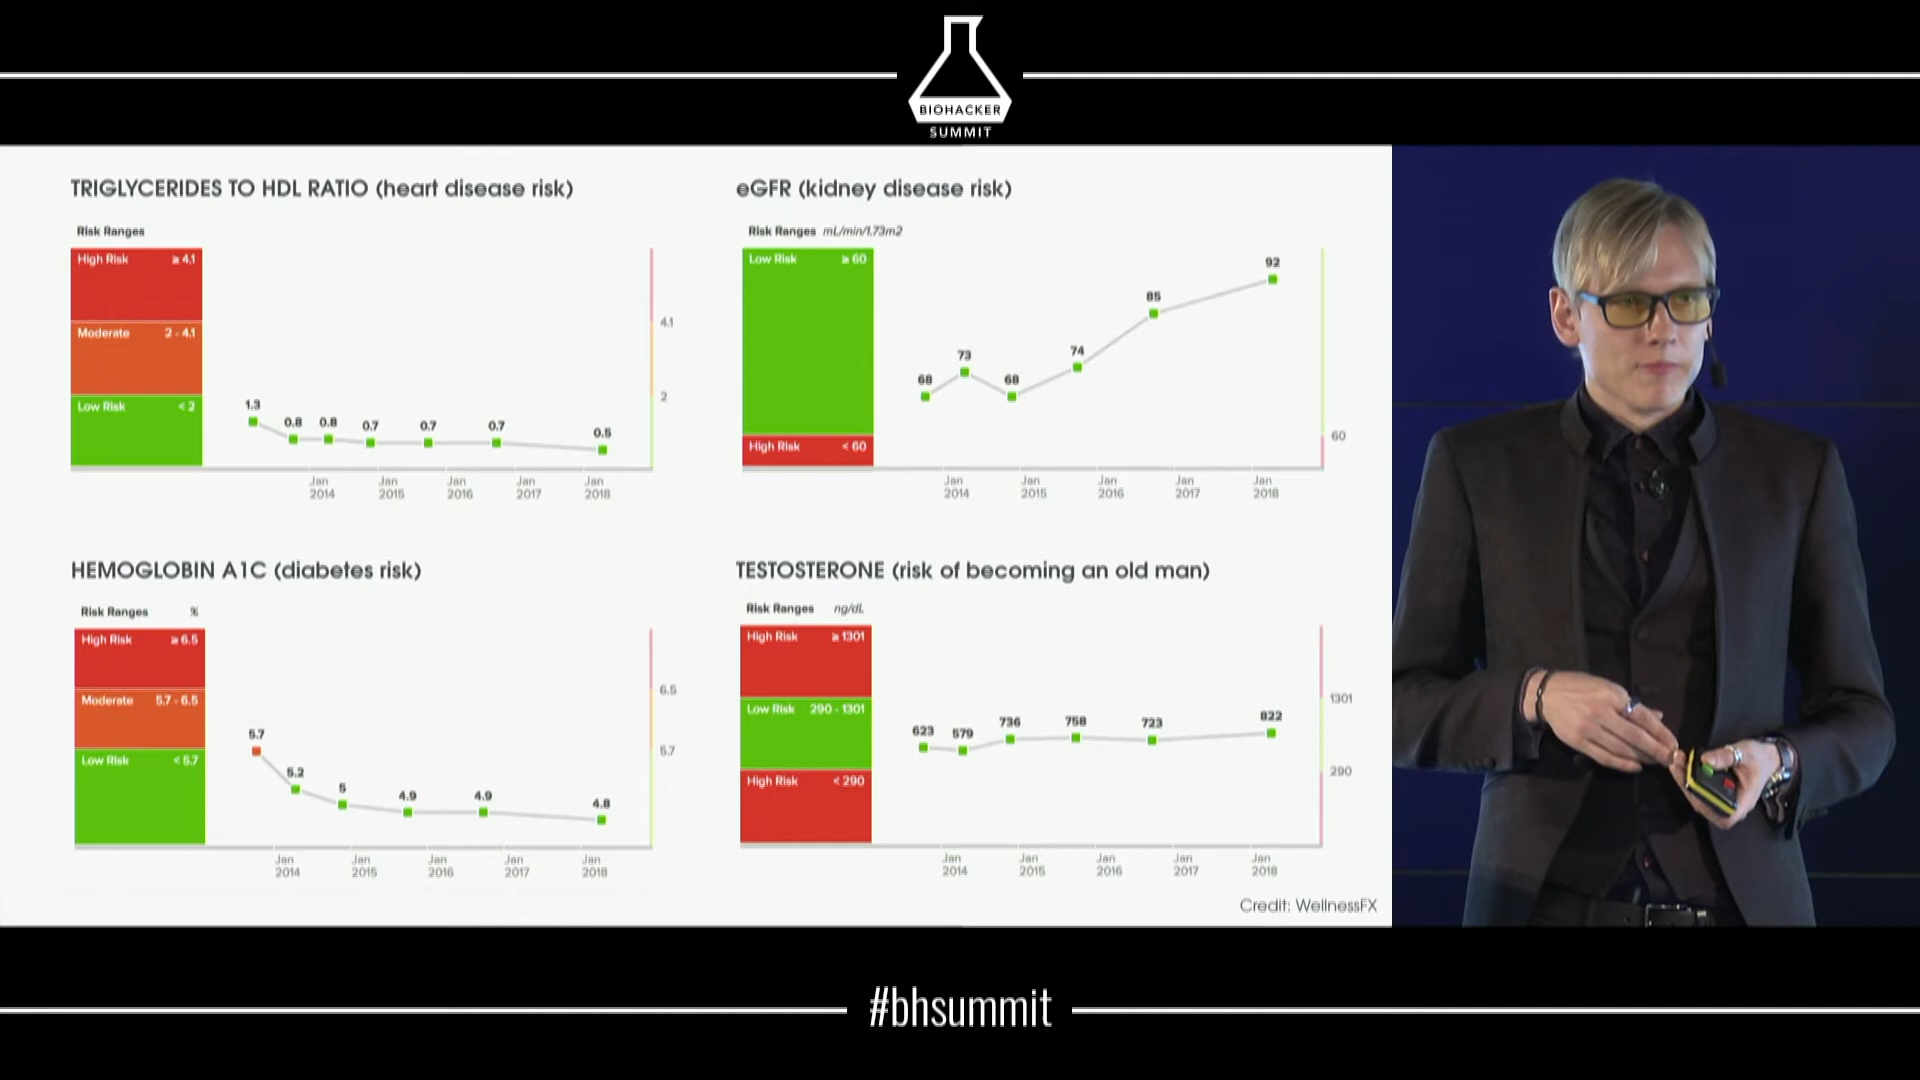 BIOHACKER
SUMMIT
TRIGLYCERIDES TO HDL RATIO (heart disease risk)
Risk Ranges
High Risk ≥ 4.1
Moderate 2 - 4.1
Low Risk < 2
1.3
0.8
0.8
0.7
0.7
0.7
0.5
4.1
2
Jan 2014
Jan 2015
Jan 2016
Jan 2017
Jan 2018
eGFR (kidney disease risk)
Risk Ranges mL/min/1.73m2
Low Risk ≥ 60
High Risk < 60
68
73
68
74
85
92
60
Jan 2014
Jan 2015
Jan 2016
Jan 2017
Jan 2018
HEMOGLOBIN A1C (diabetes risk)
Risk Ranges %
High Risk ≥ 6.5
Moderate 5.7 - 6.5
Low Risk < 5.7
5.7
5.2
5
4.9
4.9
4.8
6.5
5.7
Jan 2014
Jan 2015
Jan 2016
Jan 2017
Jan 2018
TESTOSTERONE (risk of becoming an old man)
Risk Ranges ng/dL
High Risk ≥ 1301
Low Risk 290 - 1301
High Risk < 290
623
579
736
758
723
822
1301
290
Jan 2014
Jan 2015
Jan 2016
Jan 2017
Jan 2018
Credit: WellnessFX
#bhsummit